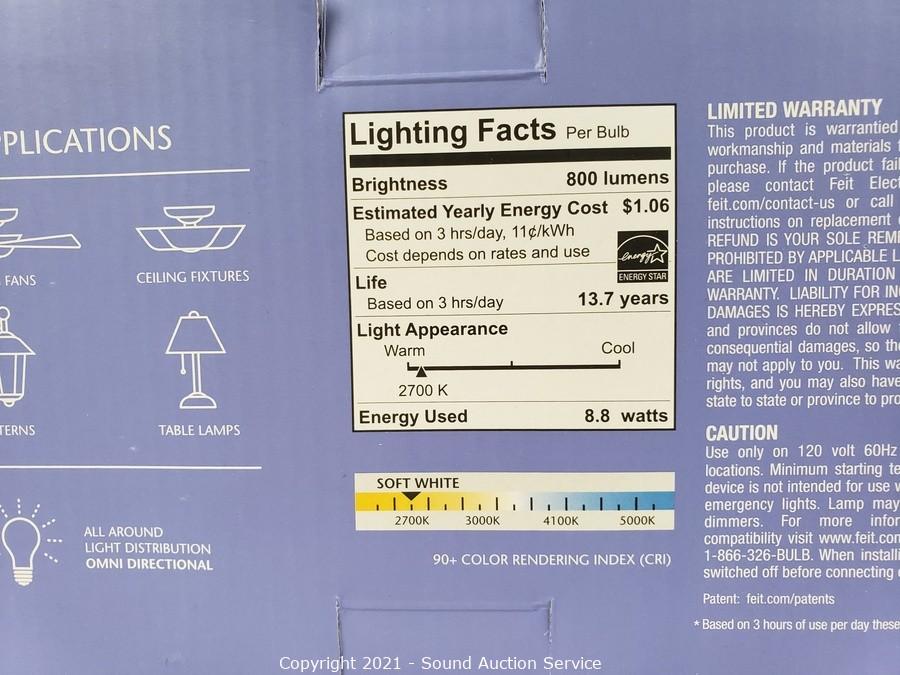 PLICATIONS
FANS
CEILING FIXTURES
TERNS
TABLE LAMPS
ALL AROUND
LIGHT DISTRIBUTION
OMNI DIRECTIONAL
Lighting Facts Per Bulb
Brightness 800 lumens
Estimated Yearly Energy Cost $1.06
Based on 3 hrs/day, 11¢/kWh
Cost depends on rates and use
energy
ENERGY STAR
Life
Based on 3 hrs/day 13.7 years
Light Appearance
Warm Cool
2700 K
Energy Used 8.8 watts
SOFT WHITE
2700K 3000K 4100K 5000K
90+ COLOR RENDERING INDEX (CRI)
LIMITED WARRANTY
This product is warrantied
workmanship and materials
purchase. If the product fail
please contact Feit Elect
feit.com/contact-us or call
instructions on replacement
REFUND IS YOUR SOLE REME
PROHIBITED BY APPLICABLE L
ARE LIMITED IN DURATION
WARRANTY. LIABILITY FOR IN
DAMAGES IS HEREBY EXPRES
and provinces do not allow
consequential damages, so the
may not apply to you. This wa
rights, and you may also have
state to state or province to pro
CAUTION
Use only on 120 volt 60Hz
locations. Minimum starting te
device is not intended for use
emergency lights. Lamp may
dimmers. For more infor
compatibility visit www.feit.com
1-866-326-BULB. When installi
switched off before connecting
Patent: feit.com/patents
* Based on 3 hours of use per day these
Copyright 2021 - Sound Auction Service